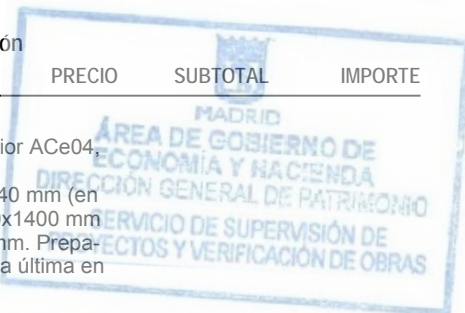 ón
PRECIO SUBTOTAL IMPORTE
MADRID
ior ACe04,
ÁREA DE GOBIERNO DE
ECONOMÍA Y HACIENDA
40 mm (en
DIRECCIÓN GENERAL DE PATRIMONIO
0x1400 mm
SERVICIO DE SUPERVISIÓN DE
mm. Prepa-
PROYECTOS Y VERIFICACIÓN DE OBRAS
a última en